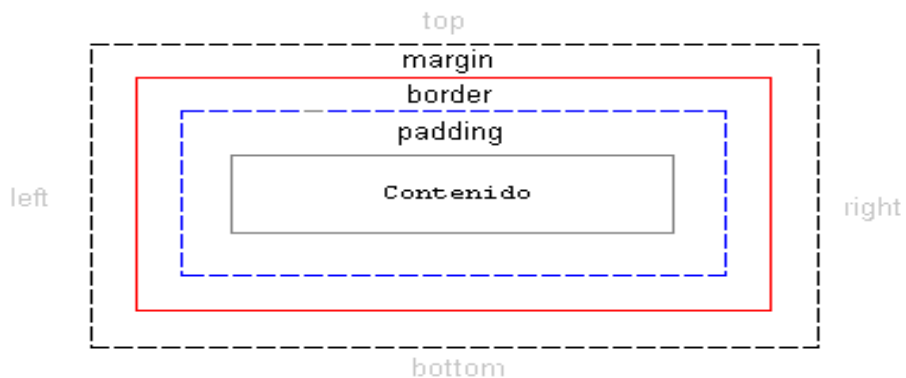 top
margin
border
padding
Contenido
left
right
bottom